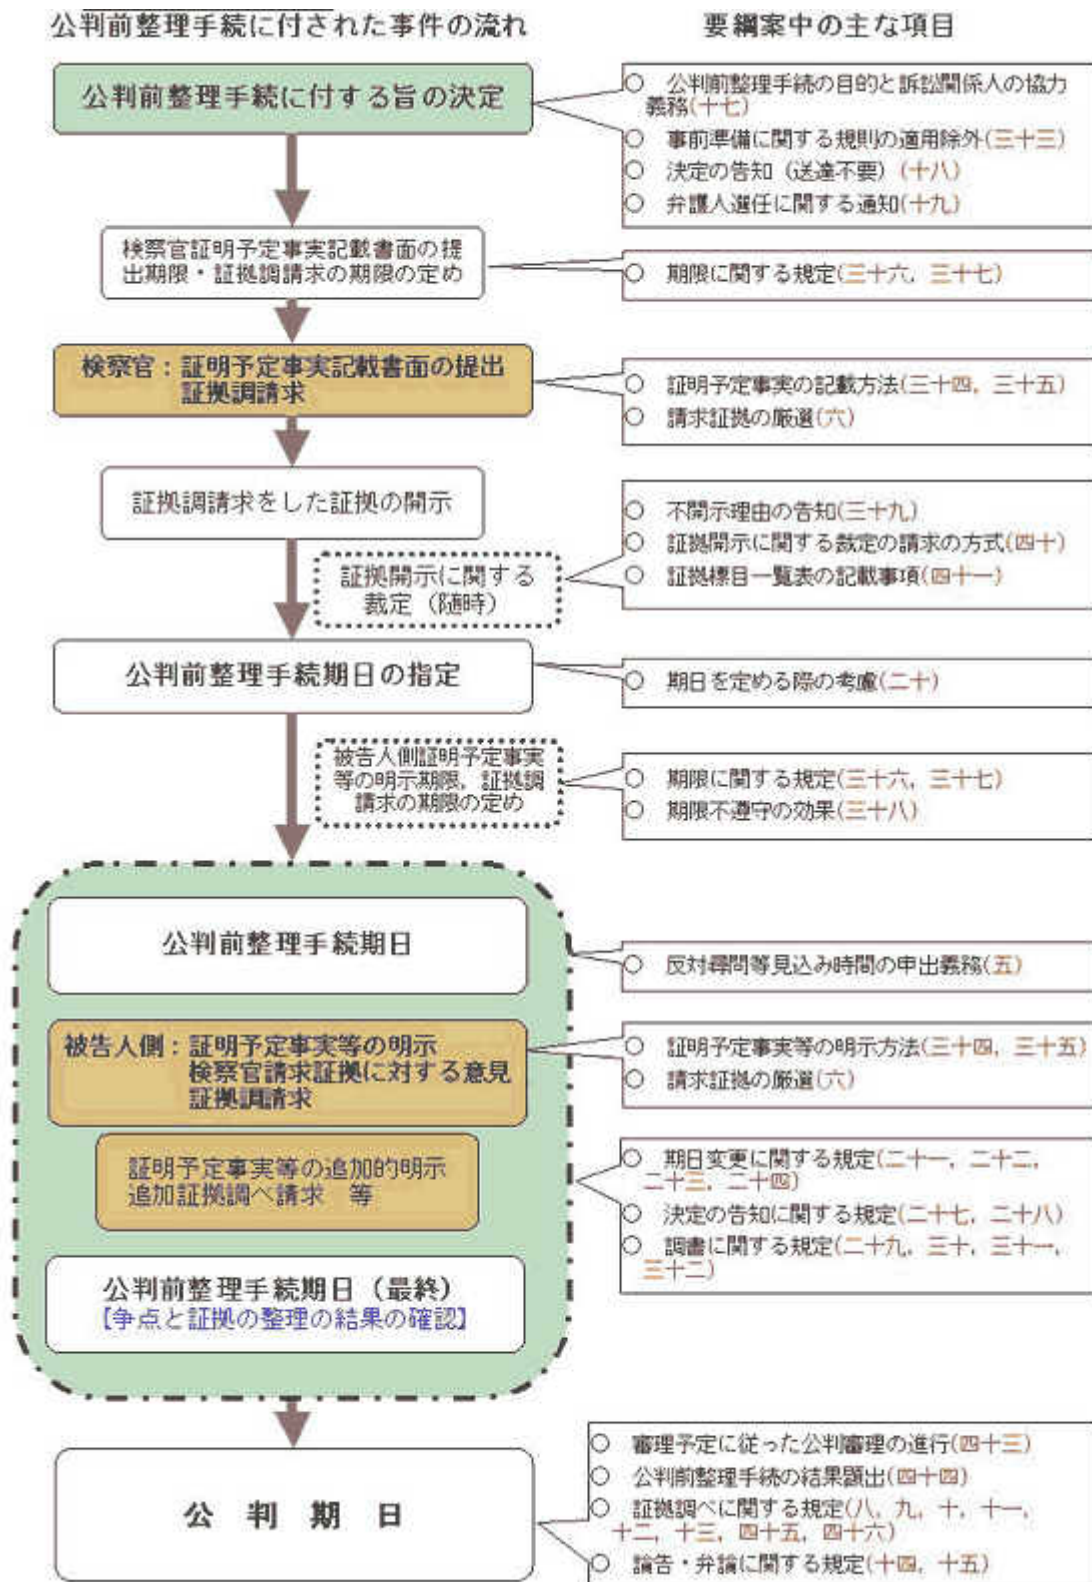 公判前整理手続に付された事件の流れ
要綱案中の主な項目
公判前整理手続に付する旨の決定
○ 公判前整理手続の目的と訴訟関係人の協力
義務(十七)
○ 事前準備に関する規則の適用除外(三十三)
○ 決定の告知（送達不要）(十八)
○ 弁護人選任に関する通知(十九)
検察官証明予定事実記載書面の提
出期限・証拠調請求の期限の定め
○ 期限に関する規定(三十六，三十七)
検察官：証明予定事実記載書面の提出
証拠調請求
○ 証明予定事実の記載方法(三十四，三十五)
○ 請求証拠の厳選(六)
証拠調請求をした証拠の開示
証拠開示に関する
裁定（随時）
○ 不開示理由の告知(三十九)
○ 証拠開示に関する裁定の請求の方式(四十)
○ 証拠標目一覧表の記載事項(四十一)
公判前整理手続期日の指定
○ 期日を定める際の考慮(二十)
被告人側証明予定事実
等の明示期限，証拠調
請求の期限の定め
○ 期限に関する規定(三十六，三十七)
○ 期限不遵守の効果(三十八)
公判前整理手続期日
○ 反対尋問等見込み時間の申出義務(五)
被告人側：証明予定事実等の明示
検察官請求証拠に対する意見
証拠調請求
○ 証明予定事実等の明示方法(三十四，三十五)
○ 請求証拠の厳選(六)
証明予定事実等の追加的明示
追加証拠調べ請求 等
○ 期日変更に関する規定(二十一，二十二，
二十三，二十四)
○ 決定の告知に関する規定(二十七，二十八)
○ 調書に関する規定(二十九，三十，三十一，
三十二)
公判前整理手続期日（最終）
【争点と証拠の整理の結果の確認】
公 判 期 日
○ 審理予定に従った公判審理の進行(四十三)
○ 公判前整理手続の結果顕出(四十四)
○ 証拠調べに関する規定(八，九，十，十一，
十二，十三，四十五，四十六)
○ 論告・弁論に関する規定(十四，十五)